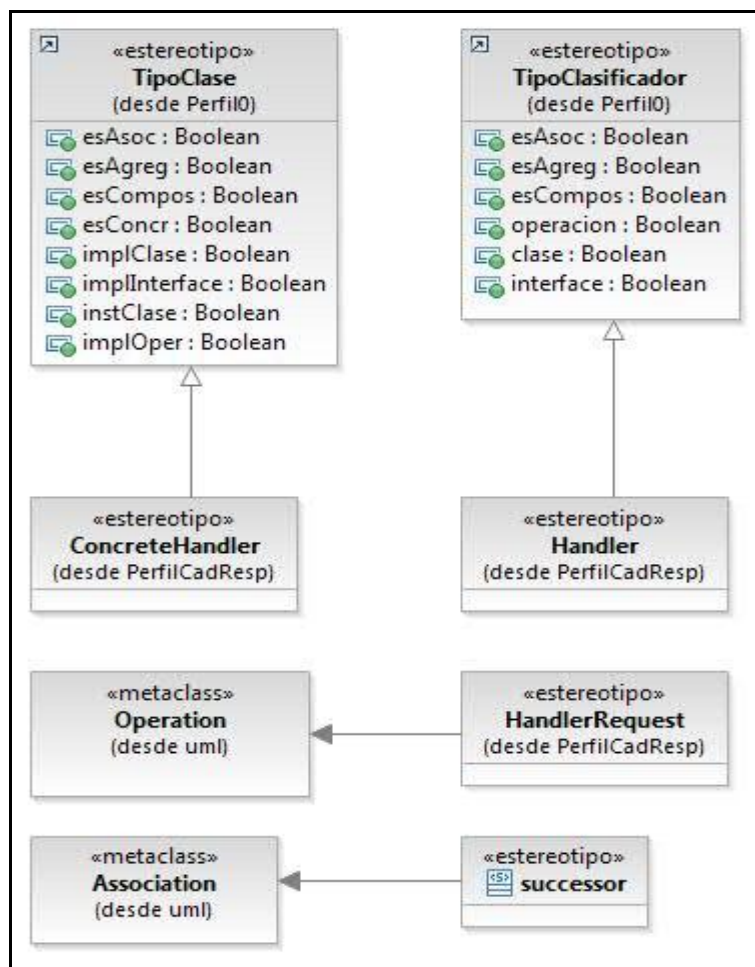 «estereotipo»
TipoClase
(desde Perfil0)
esAsoc : Boolean
esAgreg : Boolean
esCompos : Boolean
esConcr : Boolean
implClase : Boolean
implInterface : Boolean
instClase : Boolean
implOper : Boolean
«estereotipo»
TipoClasificador
(desde Perfil0)
esAsoc : Boolean
esAgreg : Boolean
esCompos : Boolean
operacion : Boolean
clase : Boolean
interface : Boolean
«estereotipo»
ConcreteHandler
(desde PerfilCadResp)
«estereotipo»
Handler
(desde PerfilCadResp)
«metaclass»
Operation
(desde uml)
«estereotipo»
HandlerRequest
(desde PerfilCadResp)
«metaclass»
Association
(desde uml)
«estereotipo»
«S» successor